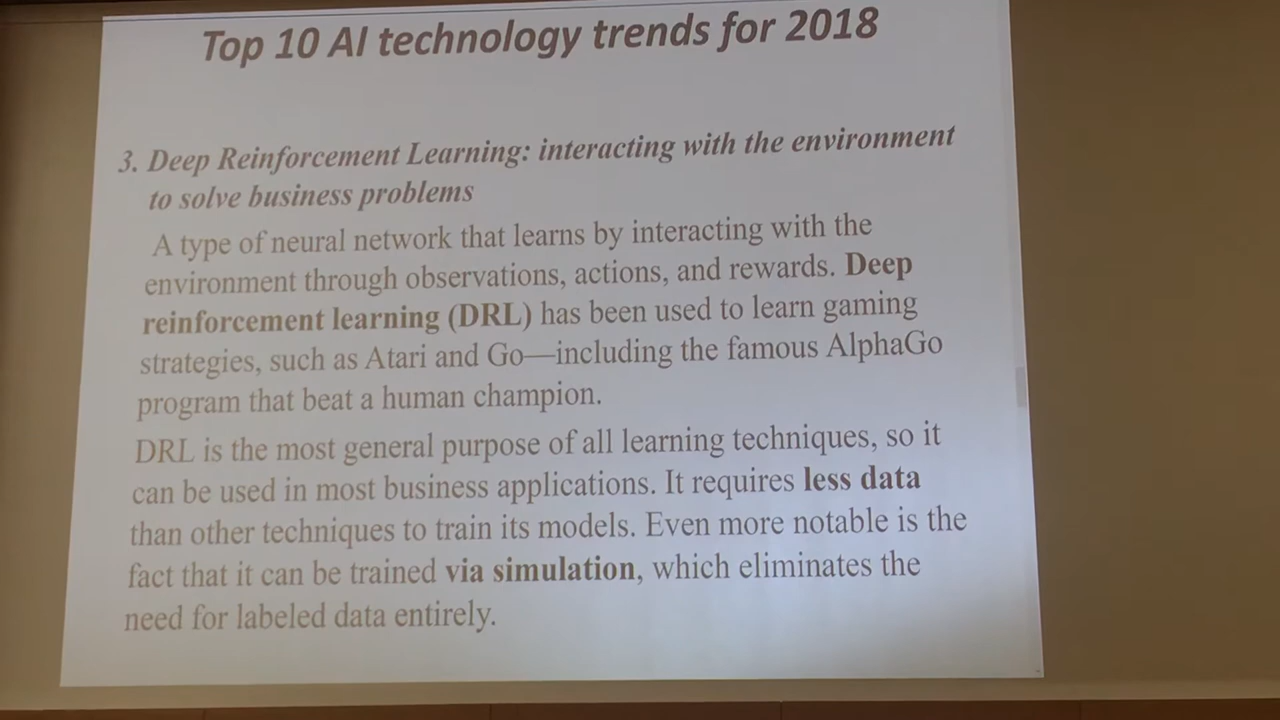 Top 10 AI technology trends for 2018
3. Deep Reinforcement Learning: interacting with the environment
to solve business problems
A type of neural network that learns by interacting with the
environment through observations, actions, and rewards. Deep
reinforcement learning (DRL) has been used to learn gaming
strategies, such as Atari and Go—including the famous AlphaGo
program that beat a human champion.
DRL is the most general purpose of all learning techniques, so it
can be used in most business applications. It requires less data
than other techniques to train its models. Even more notable is the
fact that it can be trained via simulation, which eliminates the
need for labeled data entirely.